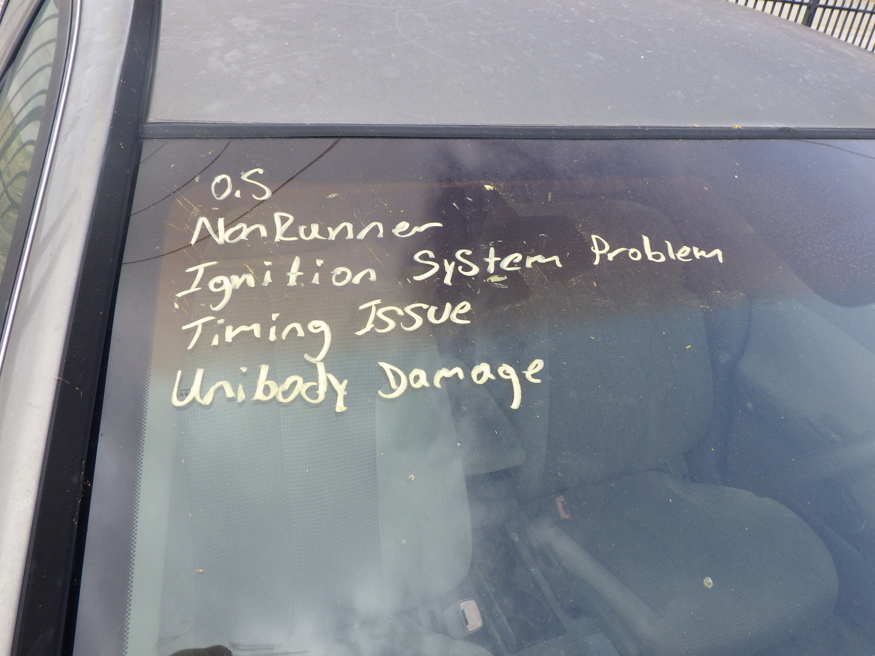 O.S
NonRunner
Ignition System Problem
Timing Issue
Unibody Damage